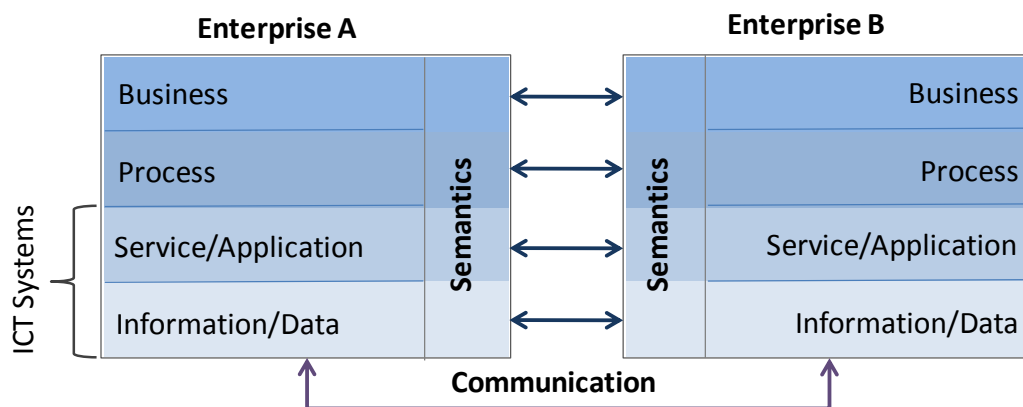 Enterprise A
Enterprise B
Business
Process
Service/Application
Information/Data
Semantics
ICT Systems
Semantics
Business
Process
Service/Application
Information/Data
Communication